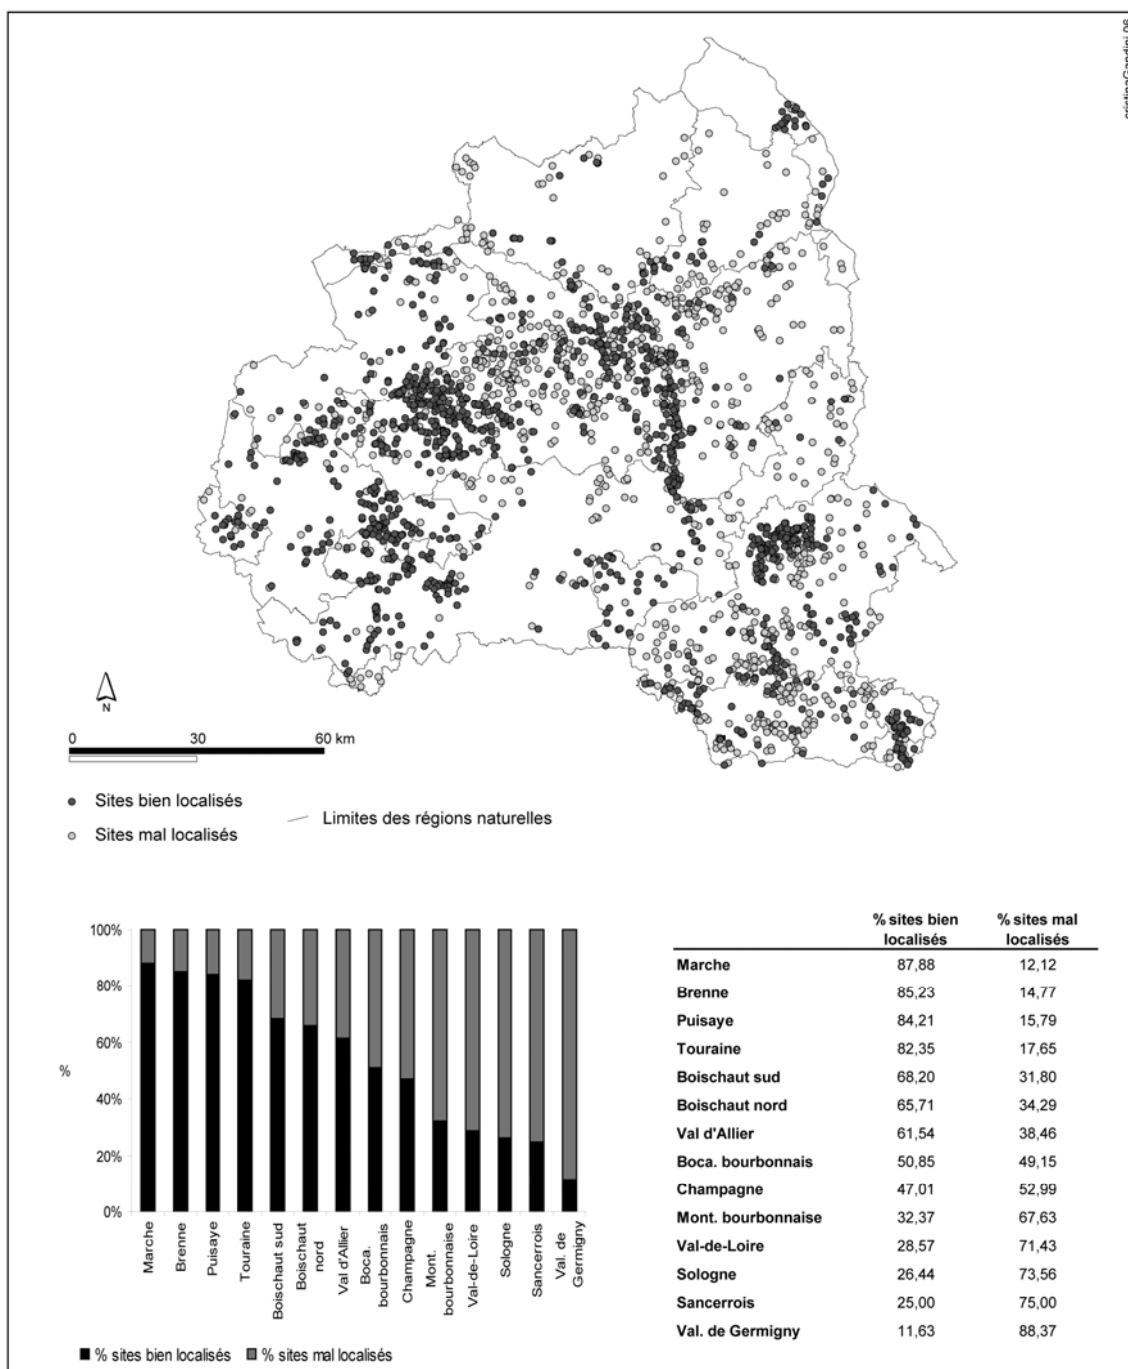 cristinaGandini 06
N
0 30 60 km
Sites bien localisés
Sites mal localisés
Limites des régions naturelles
100%
80%
60%
40%
20%
0%
%
Marche
Brenne
Puisaye
Touraine
Boischaut sud
Boischaut
nord
Val d'Allier
Boca.
bourbonnais
Champagne
Mont.
bourbonnaise
Val-de-Loire
Sologne
Sancerrois
Val. de
Germigny
% sites bien localisés % sites mal localisés
% sites bien % sites mal
localisés localisés
Marche 87,88 12,12
Brenne 85,23 14,77
Puisaye 84,21 15,79
Touraine 82,35 17,65
Boischaut sud 68,20 31,80
Boischaut nord 65,71 34,29
Val d'Allier 61,54 38,46
Boca. bourbonnais 50,85 49,15
Champagne 47,01 52,99
Mont. bourbonnaise 32,37 67,63
Val-de-Loire 28,57 71,43
Sologne 26,44 73,56
Sancerrois 25,00 75,00
Val. de Germigny 11,63 88,37